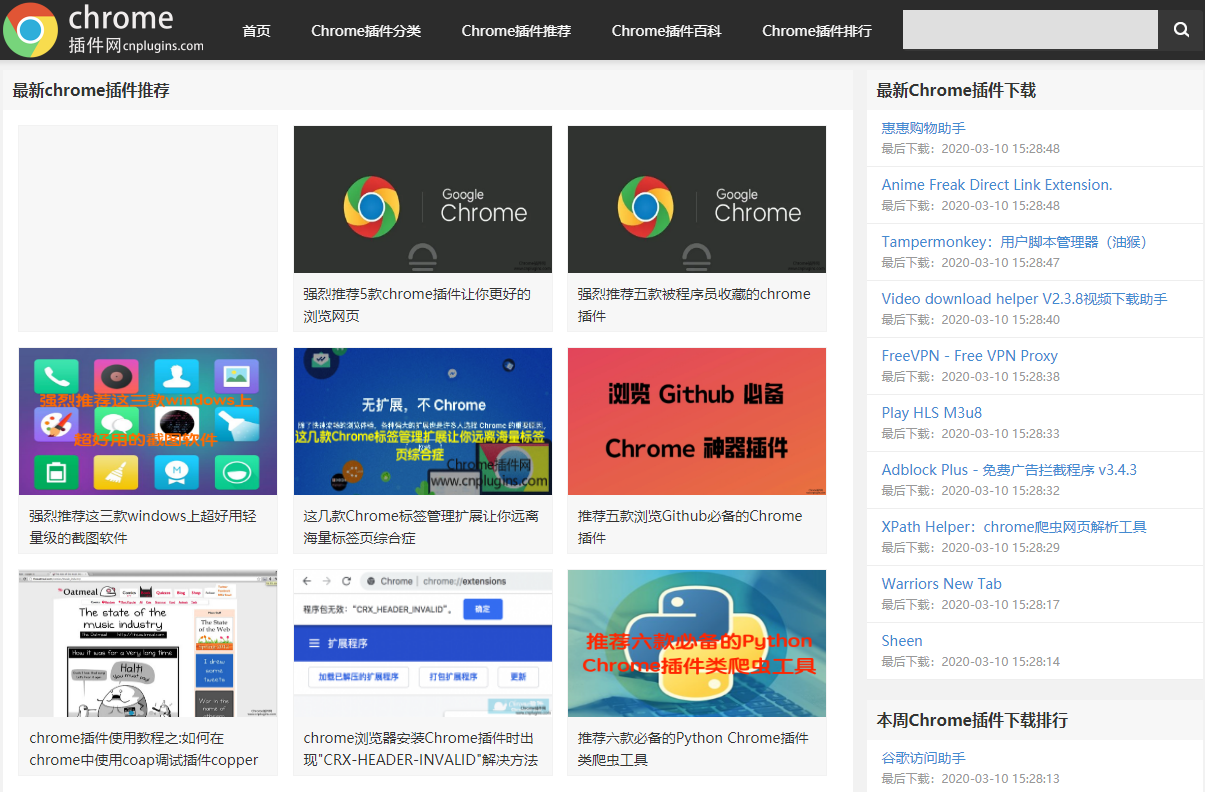 chrome
插件网cnplugins.com
首页
Chrome插件分类
Chrome插件推荐
Chrome插件百科
Chrome插件排行
最新chrome插件推荐
Google
Chrome
强烈推荐5款chrome插件让你更好的
浏览网页
Google
Chrome
强烈推荐五款被程序员收藏的chrome
插件
强烈推荐这三款windows上
超好用的截图软件
强烈推荐这三款windows上超好用轻
量级的截图软件
无扩展，不 Chrome
这几款Chrome标签管理扩展让你远离海量标签
页综合症
Chrome插件网
www.cnplugins.com
这几款Chrome标签管理扩展让你远离
海量标签页综合症
浏览 Github 必备
Chrome 神器插件
推荐五款浏览Github必备的Chrome
插件
Oatmeal
The state of the
music industry
How it was for a very long time
Halt!
The State
of the Web
I drew
some
tweets
War in the
name of
chrome插件使用教程之:如何在
chrome中使用coap调试插件copper
Chrome | chrome://extensions
程序包无效："CRX_HEADER_INVALID"。
确定
扩展程序
加载已解压的扩展程序
打包扩展程序
更新
chrome浏览器安装Chrome插件时出
现"CRX-HEADER-INVALID"解决方法
推荐六款必备的Python
Chrome插件类爬虫工具
推荐六款必备的Python Chrome插件
类爬虫工具
最新Chrome插件下载
惠惠购物助手
最后下载：2020-03-10 15:28:48
Anime Freak Direct Link Extension.
最后下载：2020-03-10 15:28:48
Tampermonkey：用户脚本管理器（油猴）
最后下载：2020-03-10 15:28:47
Video download helper V2.3.8视频下载助手
最后下载：2020-03-10 15:28:40
FreeVPN - Free VPN Proxy
最后下载：2020-03-10 15:28:38
Play HLS M3u8
最后下载：2020-03-10 15:28:33
Adblock Plus - 免费广告拦截程序 v3.4.3
最后下载：2020-03-10 15:28:32
XPath Helper：chrome爬虫网页解析工具
最后下载：2020-03-10 15:28:29
Warriors New Tab
最后下载：2020-03-10 15:28:17
Sheen
最后下载：2020-03-10 15:28:14
本周Chrome插件下载排行
谷歌访问助手
最后下载：2020-03-10 15:28:13